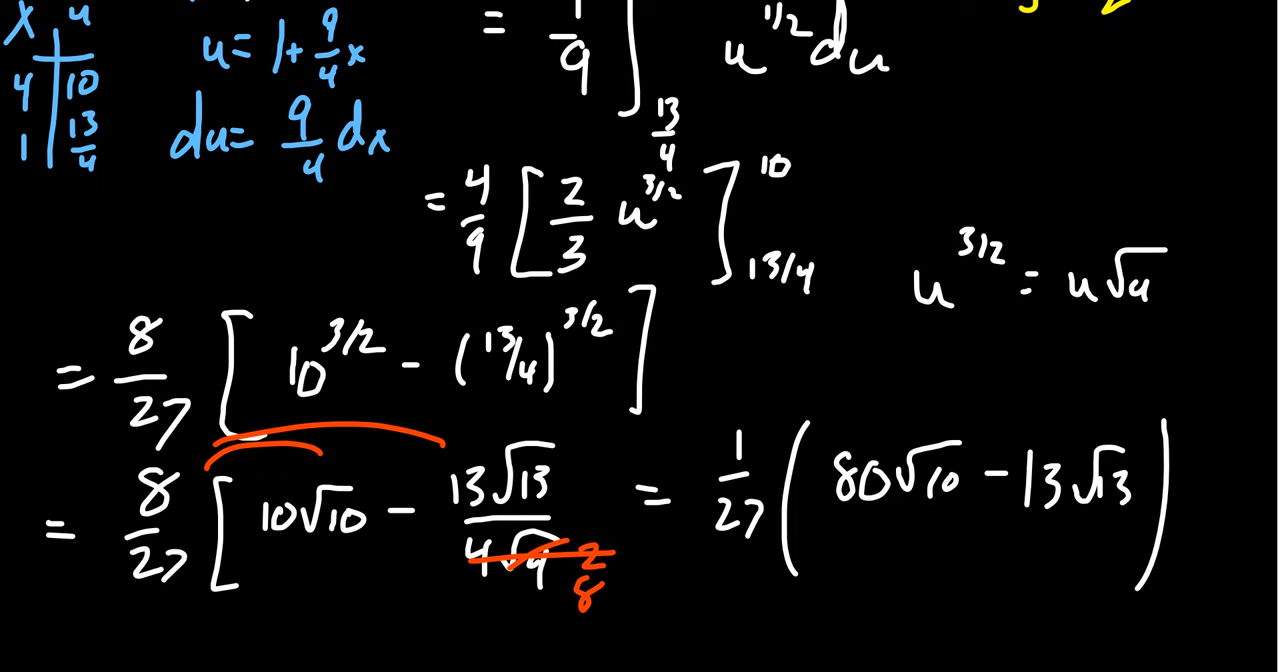 x | u
4 | 10
1 | 13/4
u = 1 + 9/4 x
du = 9/4 dx
= /9 ∫_{13/4} u^{1/2} du
= 4/9 [ 2/3 u^{3/2} ]_{13/4}^{10}
u^{3/2} = u√u
= 8/27 [ 10^{3/2} - (13/4)^{3/2} ]
= 8/27 [ 10√10 - 13√13 / 4√4 2 8 = 1/27 ( 80√10 - 13√13 )